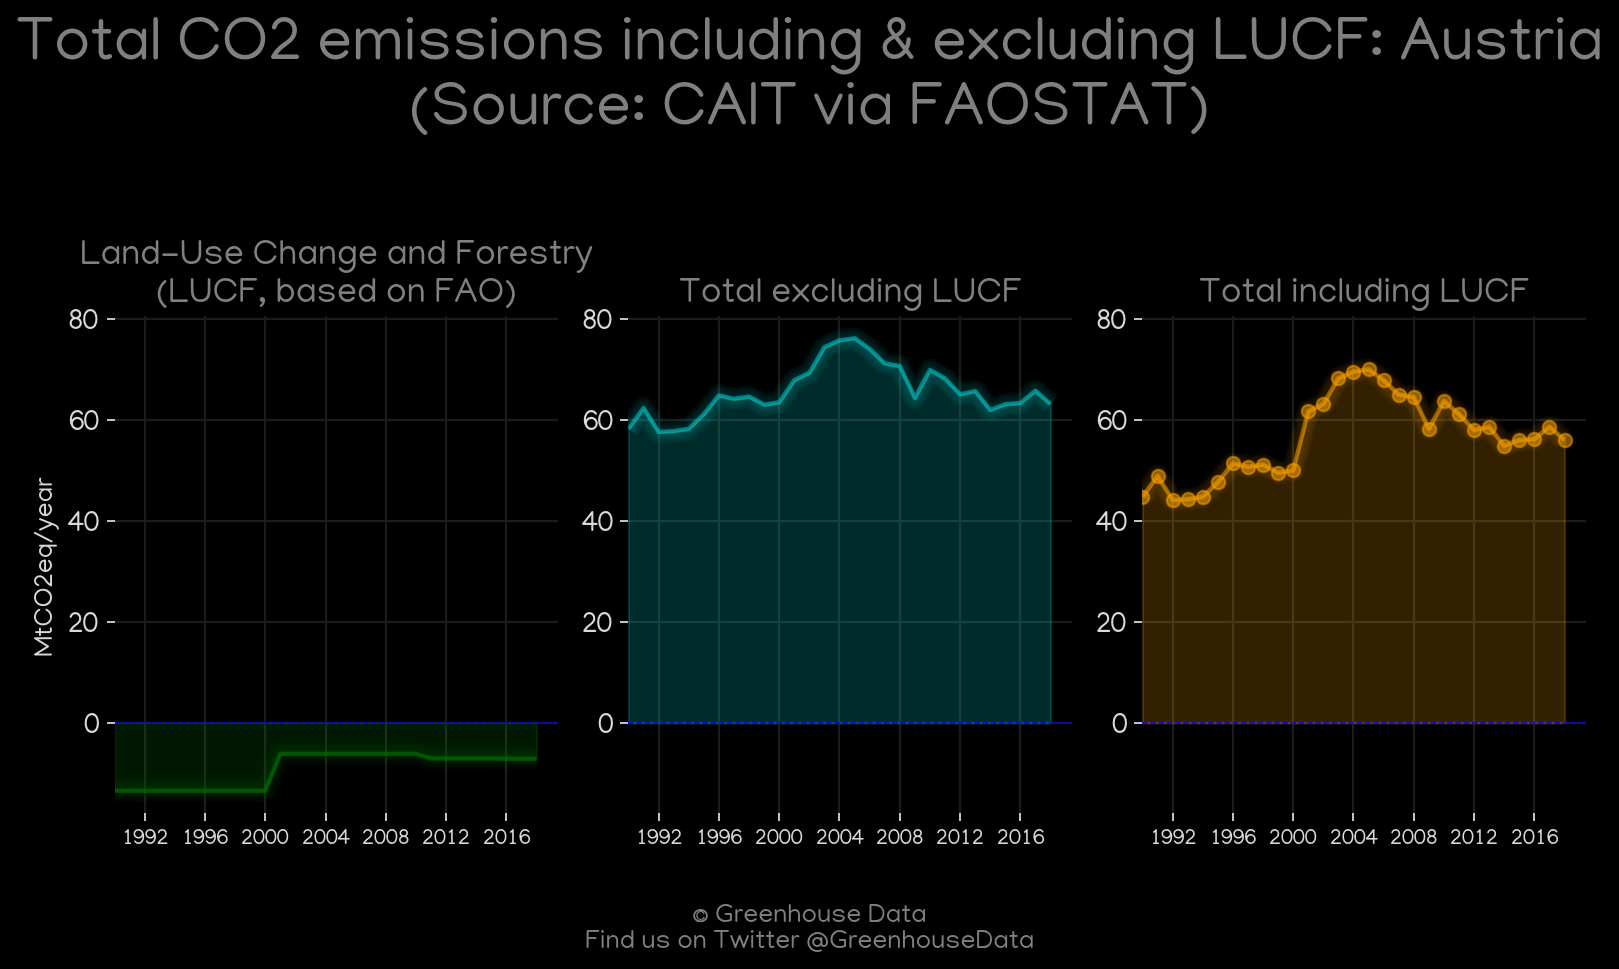 Total CO2 emissions including & excluding LUCF: Austria
(Source: CAIT via FAOSTAT)
Land-Use Change and Forestry
(LUCF, based on FAO)
MtCO2eq/year
80
60
40
20
0
1992 1996 2000 2004 2008 2012 2016
Total excluding LUCF
80
60
40
20
0
1992 1996 2000 2004 2008 2012 2016
Total including LUCF
80
60
40
20
0
1992 1996 2000 2004 2008 2012 2016
© Greenhouse Data
Find us on Twitter @GreenhouseData